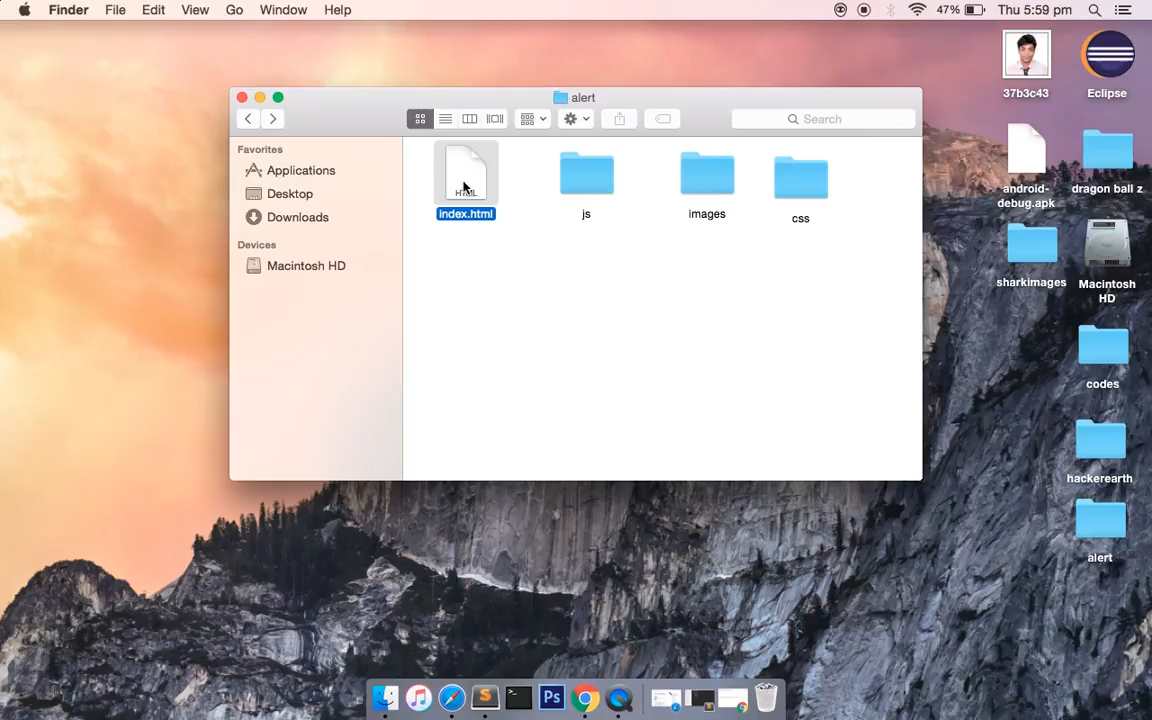 Finder File Edit View Go Window Help 47% Thu 5:59 pm
alert
Search
Favorites
Applications
Desktop
Downloads
Devices
Macintosh HD
HTML
index.html
js
images
css
37b3c43
Eclipse
android-
debug.apk
dragon ball z
sharkimages
Macintosh
HD
codes
hackerearth
alert
S
>_
Ps